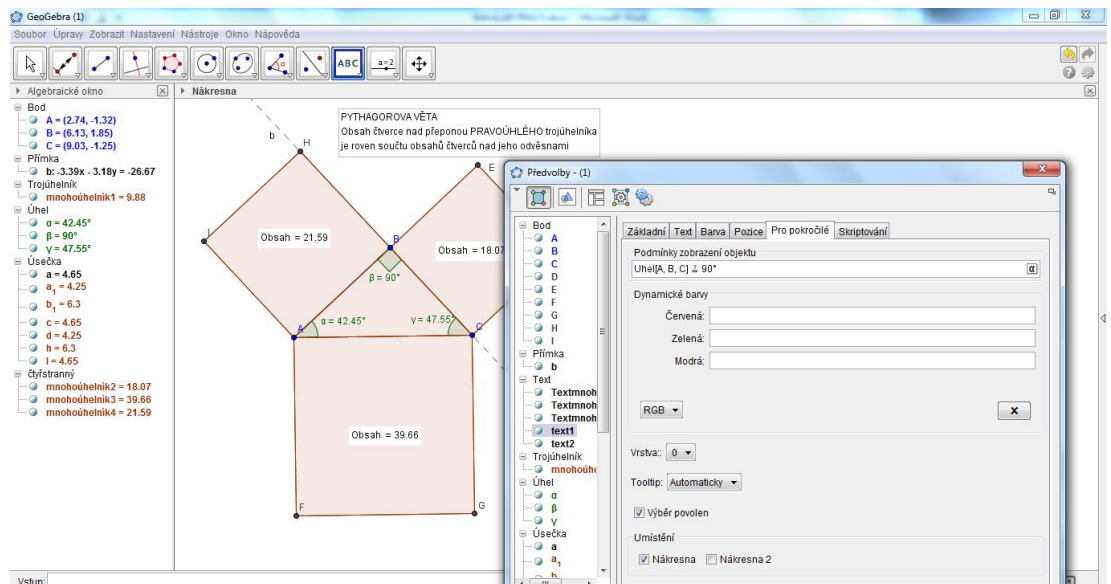 GeoGebra (1)
Soubor Úpravy Zobrazit Nastavení Nástroje Okno Nápověda
ABC
a=2
Algebraické okno
Nákresna
Bod
A = (2.74, -1.32)
B = (6.13, 1.85)
C = (9.03, -1.25)
Přímka
b: -3.39x - 3.18y = -26.67
Trojúhelník
mnohoúhelník1 = 9.88
Úhel
α = 42.45°
β = 90°
γ = 47.55°
Úsečka
a = 4.65
a1 = 4.25
b1 = 6.3
c = 4.65
d = 4.25
h = 6.3
l = 4.65
čtyřstranný
mnohoúhelník2 = 18.07
mnohoúhelník3 = 39.66
mnohoúhelník4 = 21.59
PYTHAGOROVA VĚTA
Obsah čtverce nad přeponou PRAVOÚHLÉHO trojúhelníka
je roven součtu obsahů čtverců nad jeho odvěsnami
b
H
E
I
Obsah = 21.59
B
Obsah = 18.07
β = 90°
A
α = 42.45°
γ = 47.55°
C
Obsah = 39.66
F
G
Předvolby - (1)
Bod
A
B
C
D
E
F
G
H
I
Přímka
b
Text
Textmnoh
Textmnoh
Textmnoh
text1
text2
Trojúhelník
mnohoúhe
Úhel
α
β
γ
Úsečka
a
a1
b
Základní Text Barva Pozice Pro pokročilé Skriptování
Podmínky zobrazení objektu
Uhel[A, B, C] ≟ 90°
α
Dynamické barvy
Červená:
Zelená:
Modrá:
RGB
x
Vrstva:: 0
Tooltip: Automaticky
Výběr povolen
Umístění
Nákresna Nákresna 2
Vstup: